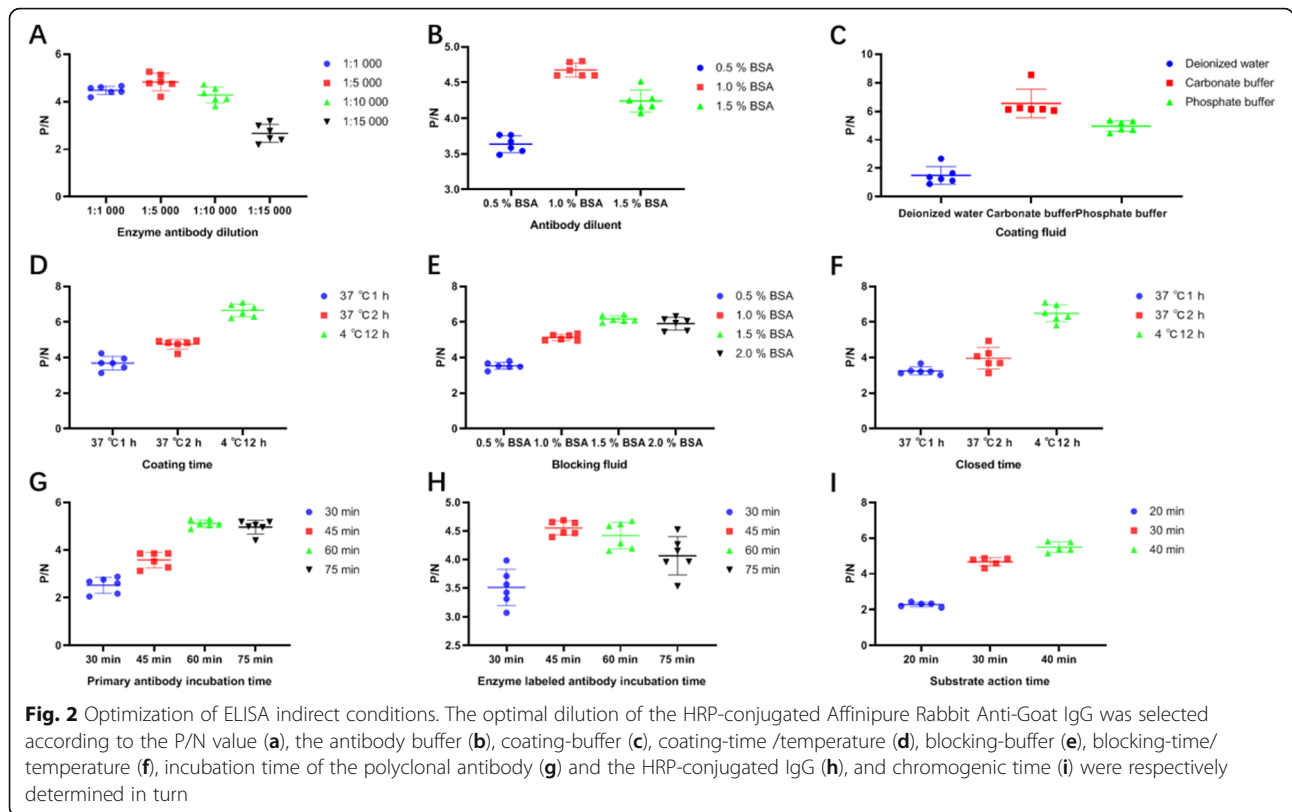 A
P/N
6
4
2
0
1:1 000 1:5 000 1:10 000 1:15 000
Enzyme antibody dilution
1:1 000
1:5 000
1:10 000
1:15 000
B
P/N
5.0
4.5
4.0
3.5
3.0
0.5 % BSA 1.0 % BSA 1.5 % BSA
Antibody diluent
0.5 % BSA
1.0 % BSA
1.5 % BSA
C
P/N
10
8
6
4
2
0
Deionized water Carbonate buffer Phosphate buffer
Coating fluid
Deionized water
Carbonate buffer
Phosphate buffer
D
P/N
8
6
4
2
0
37 °C1 h 37 °C2 h 4 °C12 h
Coating time
37 °C1 h
37 °C2 h
4 °C12 h
E
P/N
8
6
4
2
0
0.5 % BSA 1.0 % BSA 1.5 % BSA 2.0 % BSA
Blocking fluid
0.5 % BSA
1.0 % BSA
1.5 % BSA
2.0 % BSA
F
P/N
8
6
4
2
0
37 °C1 h 37 °C2 h 4 °C12 h
Closed time
37 °C1 h
37 °C2 h
4 °C12 h
G
P/N
6
4
2
0
30 min 45 min 60 min 75 min
Primary antibody incubation time
30 min
45 min
60 min
75 min
H
P/N
5.0
4.5
4.0
3.5
3.0
2.5
30 min 45 min 60 min 75 min
Enzyme labeled antibody incubation time
30 min
45 min
60 min
75 min
I
P/N
8
6
4
2
0
20 min 30 min 40 min
Substrate action time
20 min
30 min
40 min
Fig. 2 Optimization of ELISA indirect conditions. The optimal dilution of the HRP-conjugated Affinipure Rabbit Anti-Goat IgG was selected
according to the P/N value (a), the antibody buffer (b), coating-buffer (c), coating-time /temperature (d), blocking-buffer (e), blocking-time/
temperature (f), incubation time of the polyclonal antibody (g) and the HRP-conjugated IgG (h), and chromogenic time (i) were respectively
determined in turn